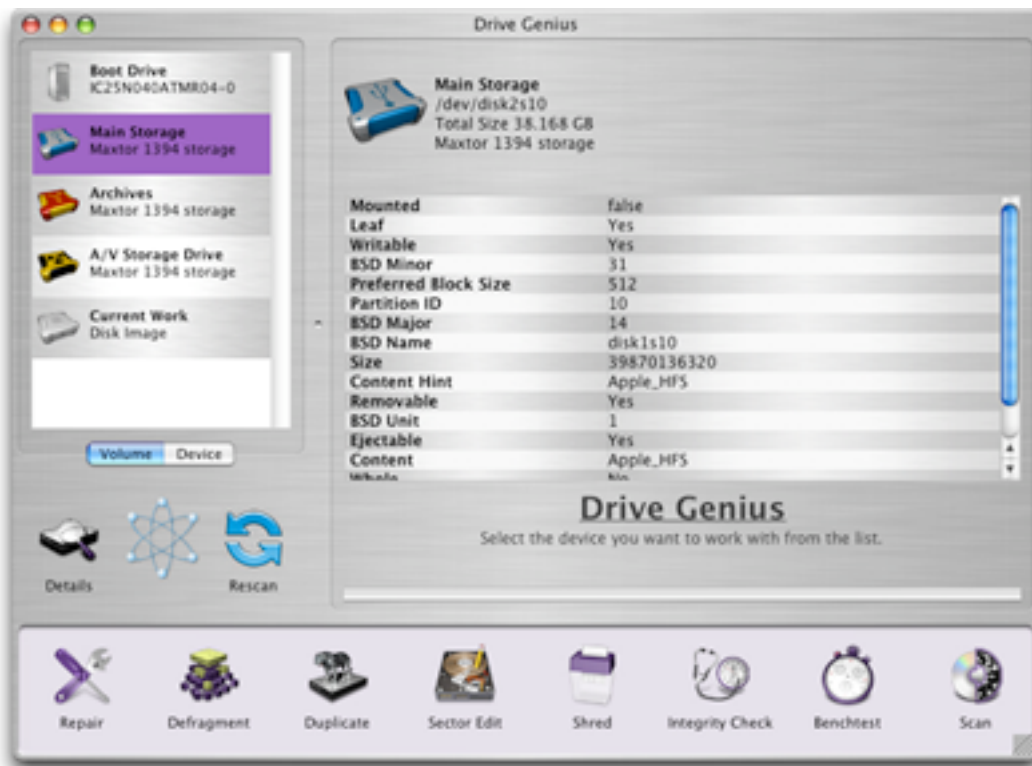 Drive Genius
Boot Drive
IC25N040ATMR04-0
Main Storage
Maxtor 1394 storage
Archives
Maxtor 1394 storage
A/V Storage Drive
Maxtor 1394 storage
Current Work
Disk Image
Volume Device
Details
Rescan
Main Storage
/dev/disk2s10
Total Size 38.168 GB
Maxtor 1394 storage
Mounted false
Leaf Yes
Writable Yes
BSD Minor 31
Preferred Block Size 512
Partition ID 10
BSD Major 14
BSD Name disk1s10
Size 39870136320
Content Hint Apple_HFS
Removable Yes
BSD Unit 1
Ejectable Yes
Content Apple_HFS
Whole No
Drive Genius
Select the device you want to work with from the list.
Repair Defragment Duplicate Sector Edit Shred Integrity Check Benchtest Scan